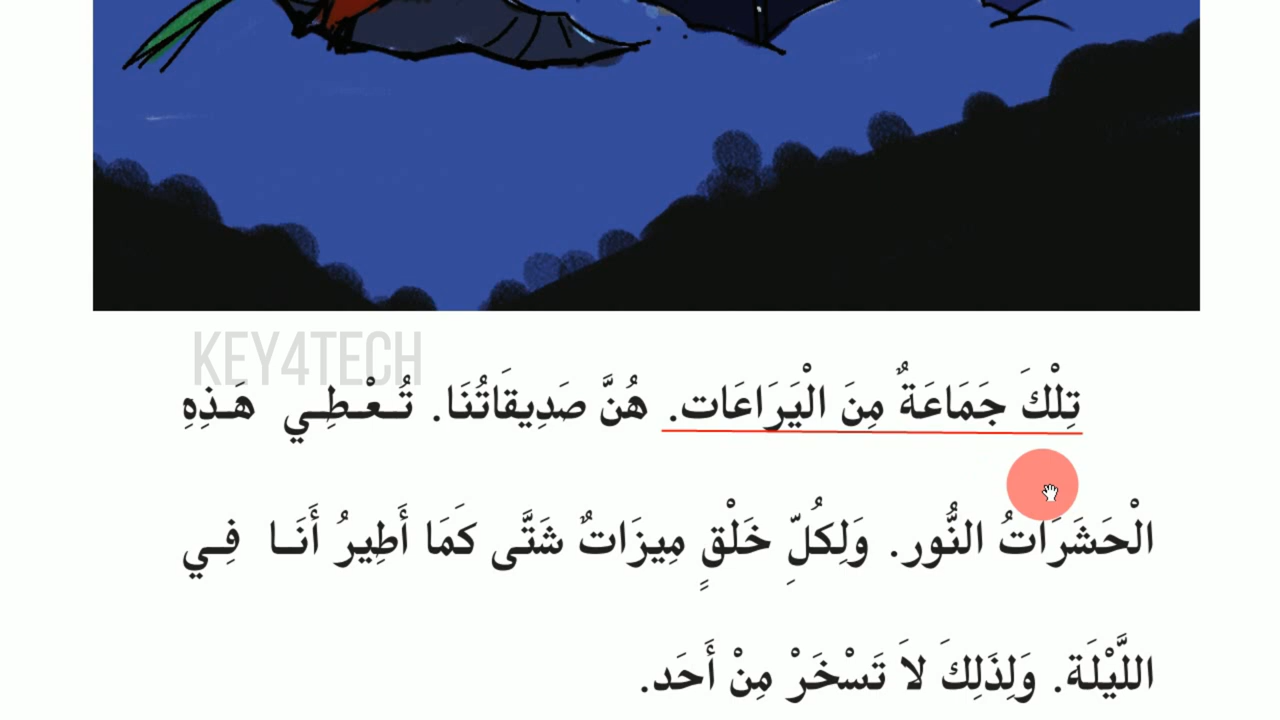 KEY4TECH
تِلْكَ جَمَاعَةٌ مِنَ الْيَرَاعَات. هُنَّ صَدِيقَاتُنَا. تُعْطِي هَذِهِ
الْحَشَرَاتُ النُّور. وَلِكُلِّ خَلْقٍ مِيزَاتٌ شَتَّى كَمَا أَطِيرُ أَنَا فِي
اللَّيْلَة. وَلِذَلِكَ لاَ تَسْخَرْ مِنْ أَحَد.